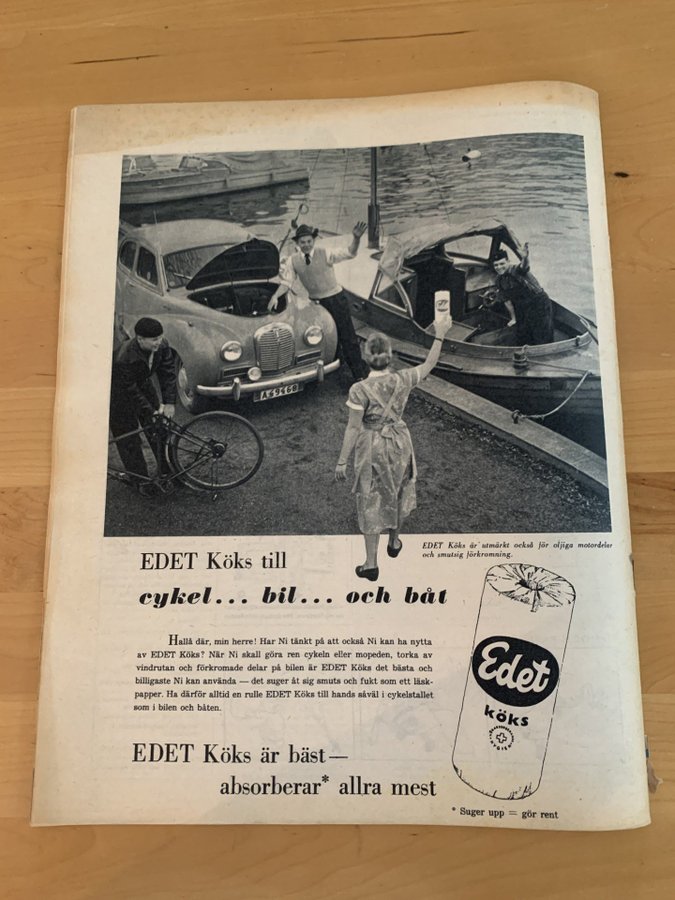 A49468
EDET Köks är utmärkt också för oljiga motordelar
och smutsig förkromning.
EDET Köks till
cykel... bil... och båt
Hallå där, min herre! Har Ni tänkt på att också Ni kan ha nytta
av EDET Köks? När Ni skall göra ren cykeln eller mopeden, torka av
vindrutan och förkromade delar på bilen är EDET Köks det bästa och
billigaste Ni kan använda — det suger åt sig smuts och fukt som ett läsk-
papper. Ha därför alltid en rulle EDET Köks till hands såväl i cykelstallet
som i bilen och båten.
Edet
köks
EDET Köks är bäst—
absorberar* allra mest
* Suger upp = gör rent